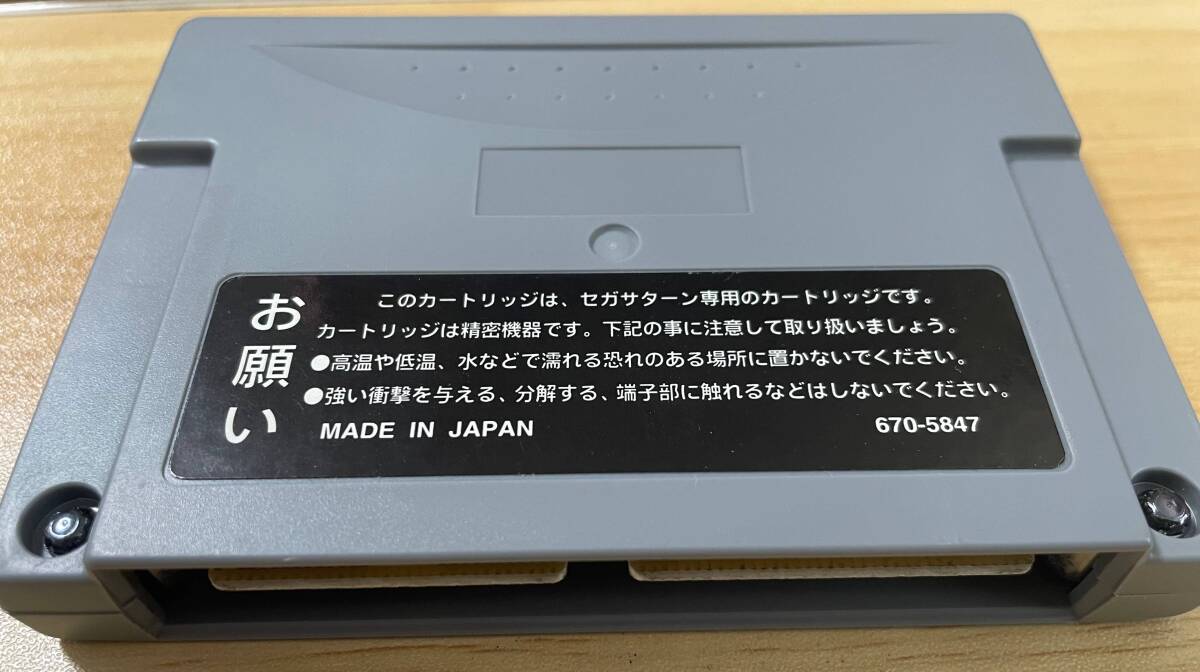 お願い
このカートリッジは、セガサターン専用のカートリッジです。
カートリッジは精密機器です。下記の事に注意して取り扱いましょう。
●高温や低温、水などで濡れる恐れのある場所に置かないでください。
●強い衝撃を与える、分解する、端子部に触れるなどはしないでください。
MADE IN JAPAN 670-5847